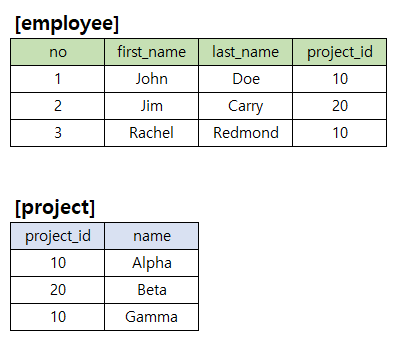 [employee]
no first_name last_name project_id
1 John Doe 10
2 Jim Carry 20
3 Rachel Redmond 10
[project]
project_id name
10 Alpha
20 Beta
10 Gamma